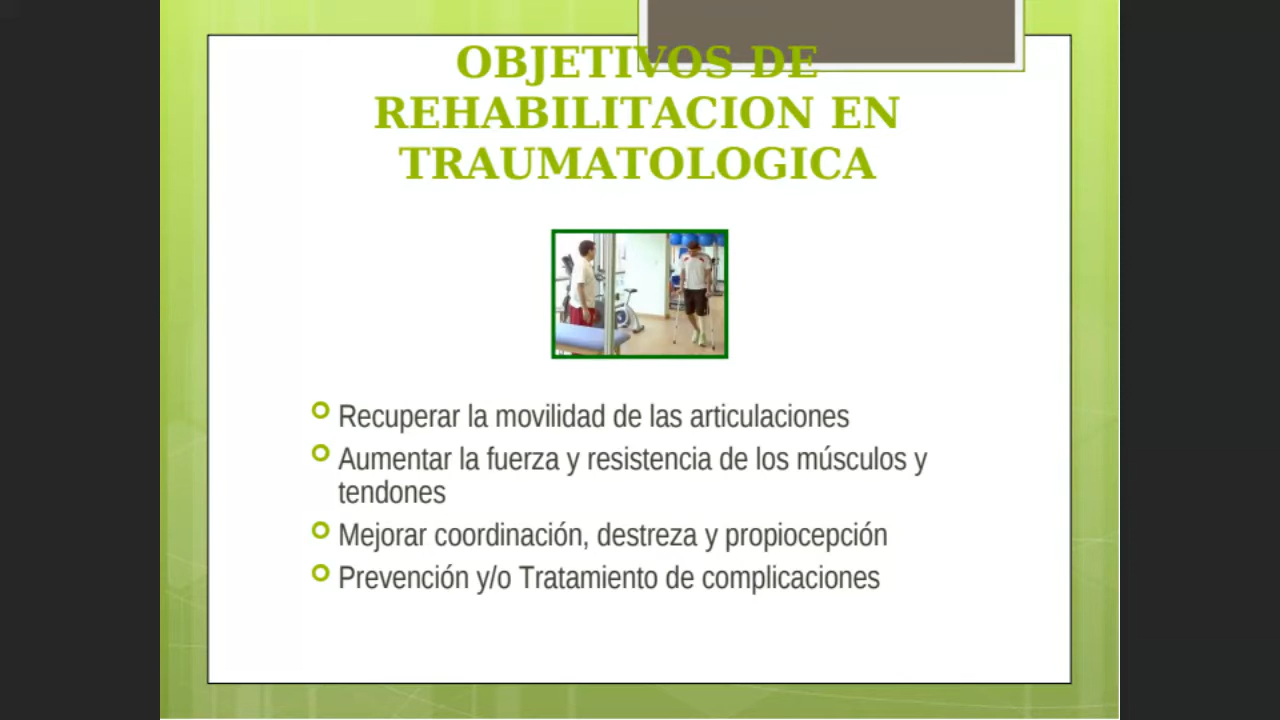 OBJETIVOS DE
REHABILITACION EN
TRAUMATOLOGICA
Recuperar la movilidad de las articulaciones
Aumentar la fuerza y resistencia de los músculos y
tendones
Mejorar coordinación, destreza y propiocepción
Prevención y/o Tratamiento de complicaciones